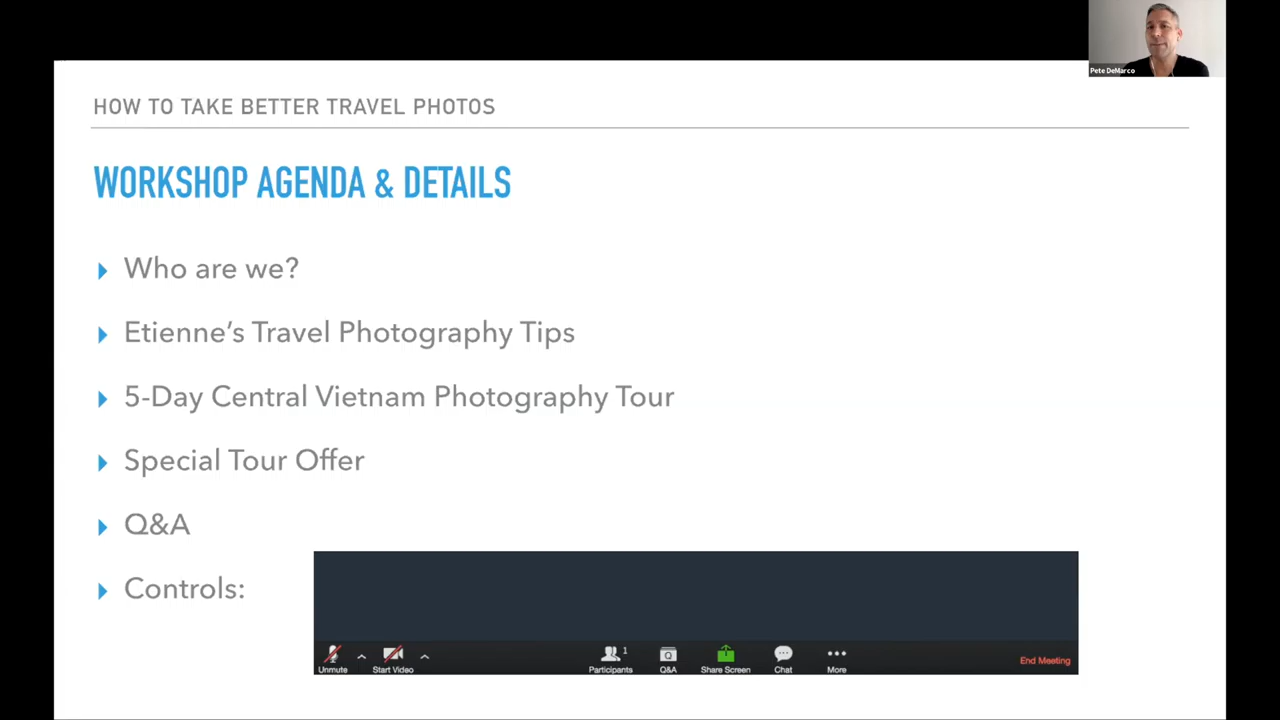 Pete DeMarco
HOW TO TAKE BETTER TRAVEL PHOTOS
WORKSHOP AGENDA & DETAILS
Who are we?
Etienne’s Travel Photography Tips
5-Day Central Vietnam Photography Tour
Special Tour Offer
Q&A
Controls:
1
Q
Unmute Start Video Participants Q&A Share Screen Chat More End Meeting